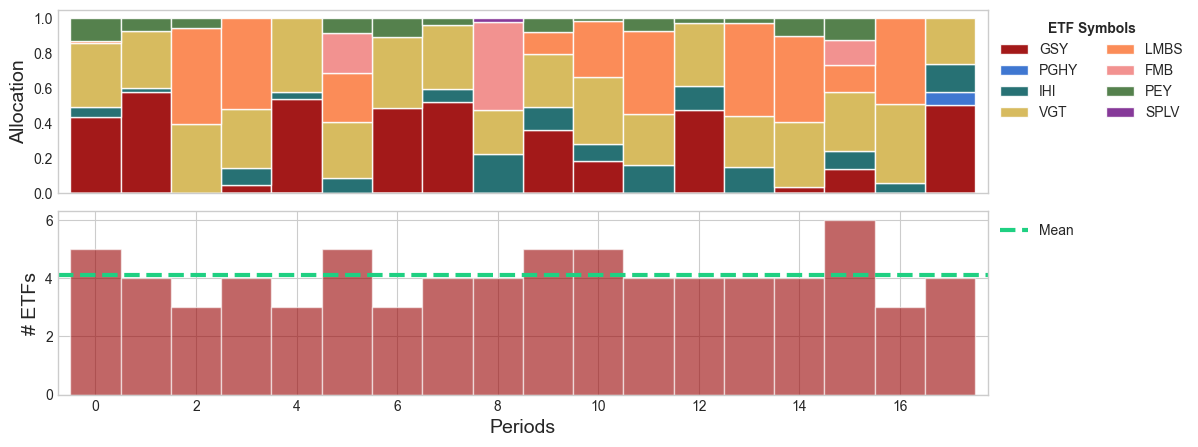 1.0
0.8
0.6
0.4
0.2
0.0
Allocation
ETF Symbols
GSY
PGHY
IHI
VGT
LMBS
FMB
PEY
SPLV
6
4
2
0
# ETFs
Mean
0 2 4 6 8 10 12 14 16
Periods